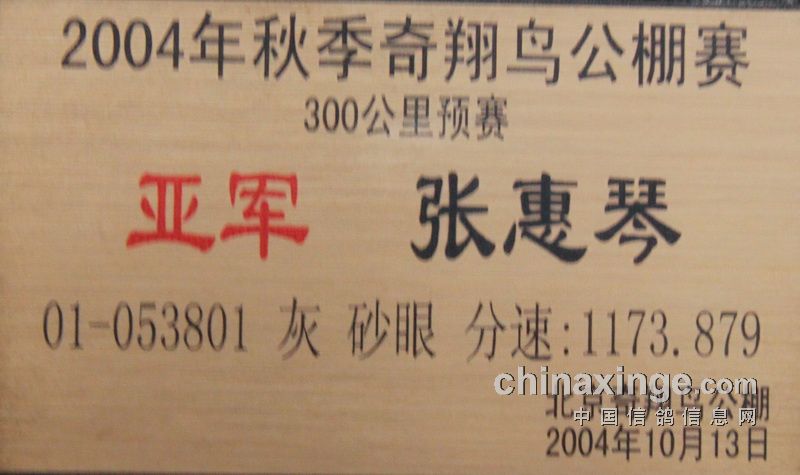 2004年秋季奇翔鸟公棚赛
300公里预赛
亚军 张惠琴
01-053801 灰 砂眼 分速:1173.879
chinaxinge.com
北京奇翔鸟公棚
中国信鸽信息网
2004年10月13日